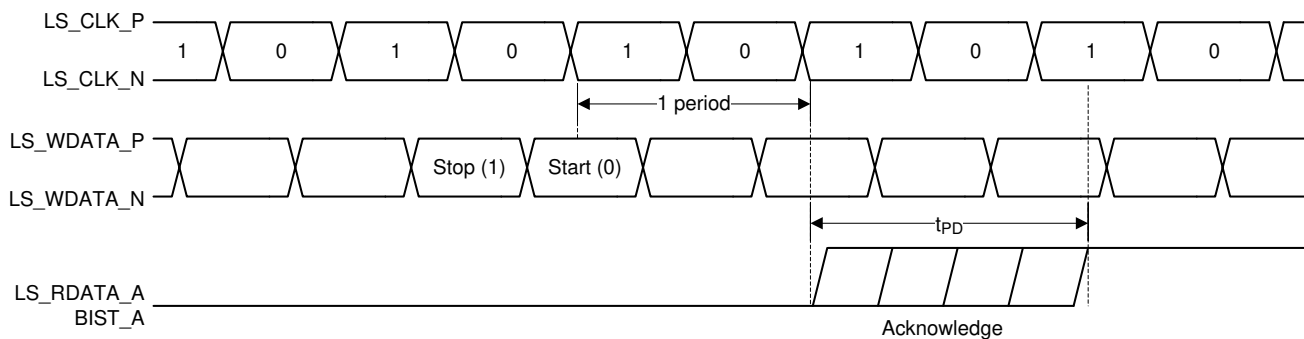 LS_CLK_P
1 0 1 0 1 0 1 0 1 0
LS_CLK_N
1 period
LS_WDATA_P
Stop (1) Start (0)
LS_WDATA_N
tPD
LS_RDATA_A
BIST_A
Acknowledge